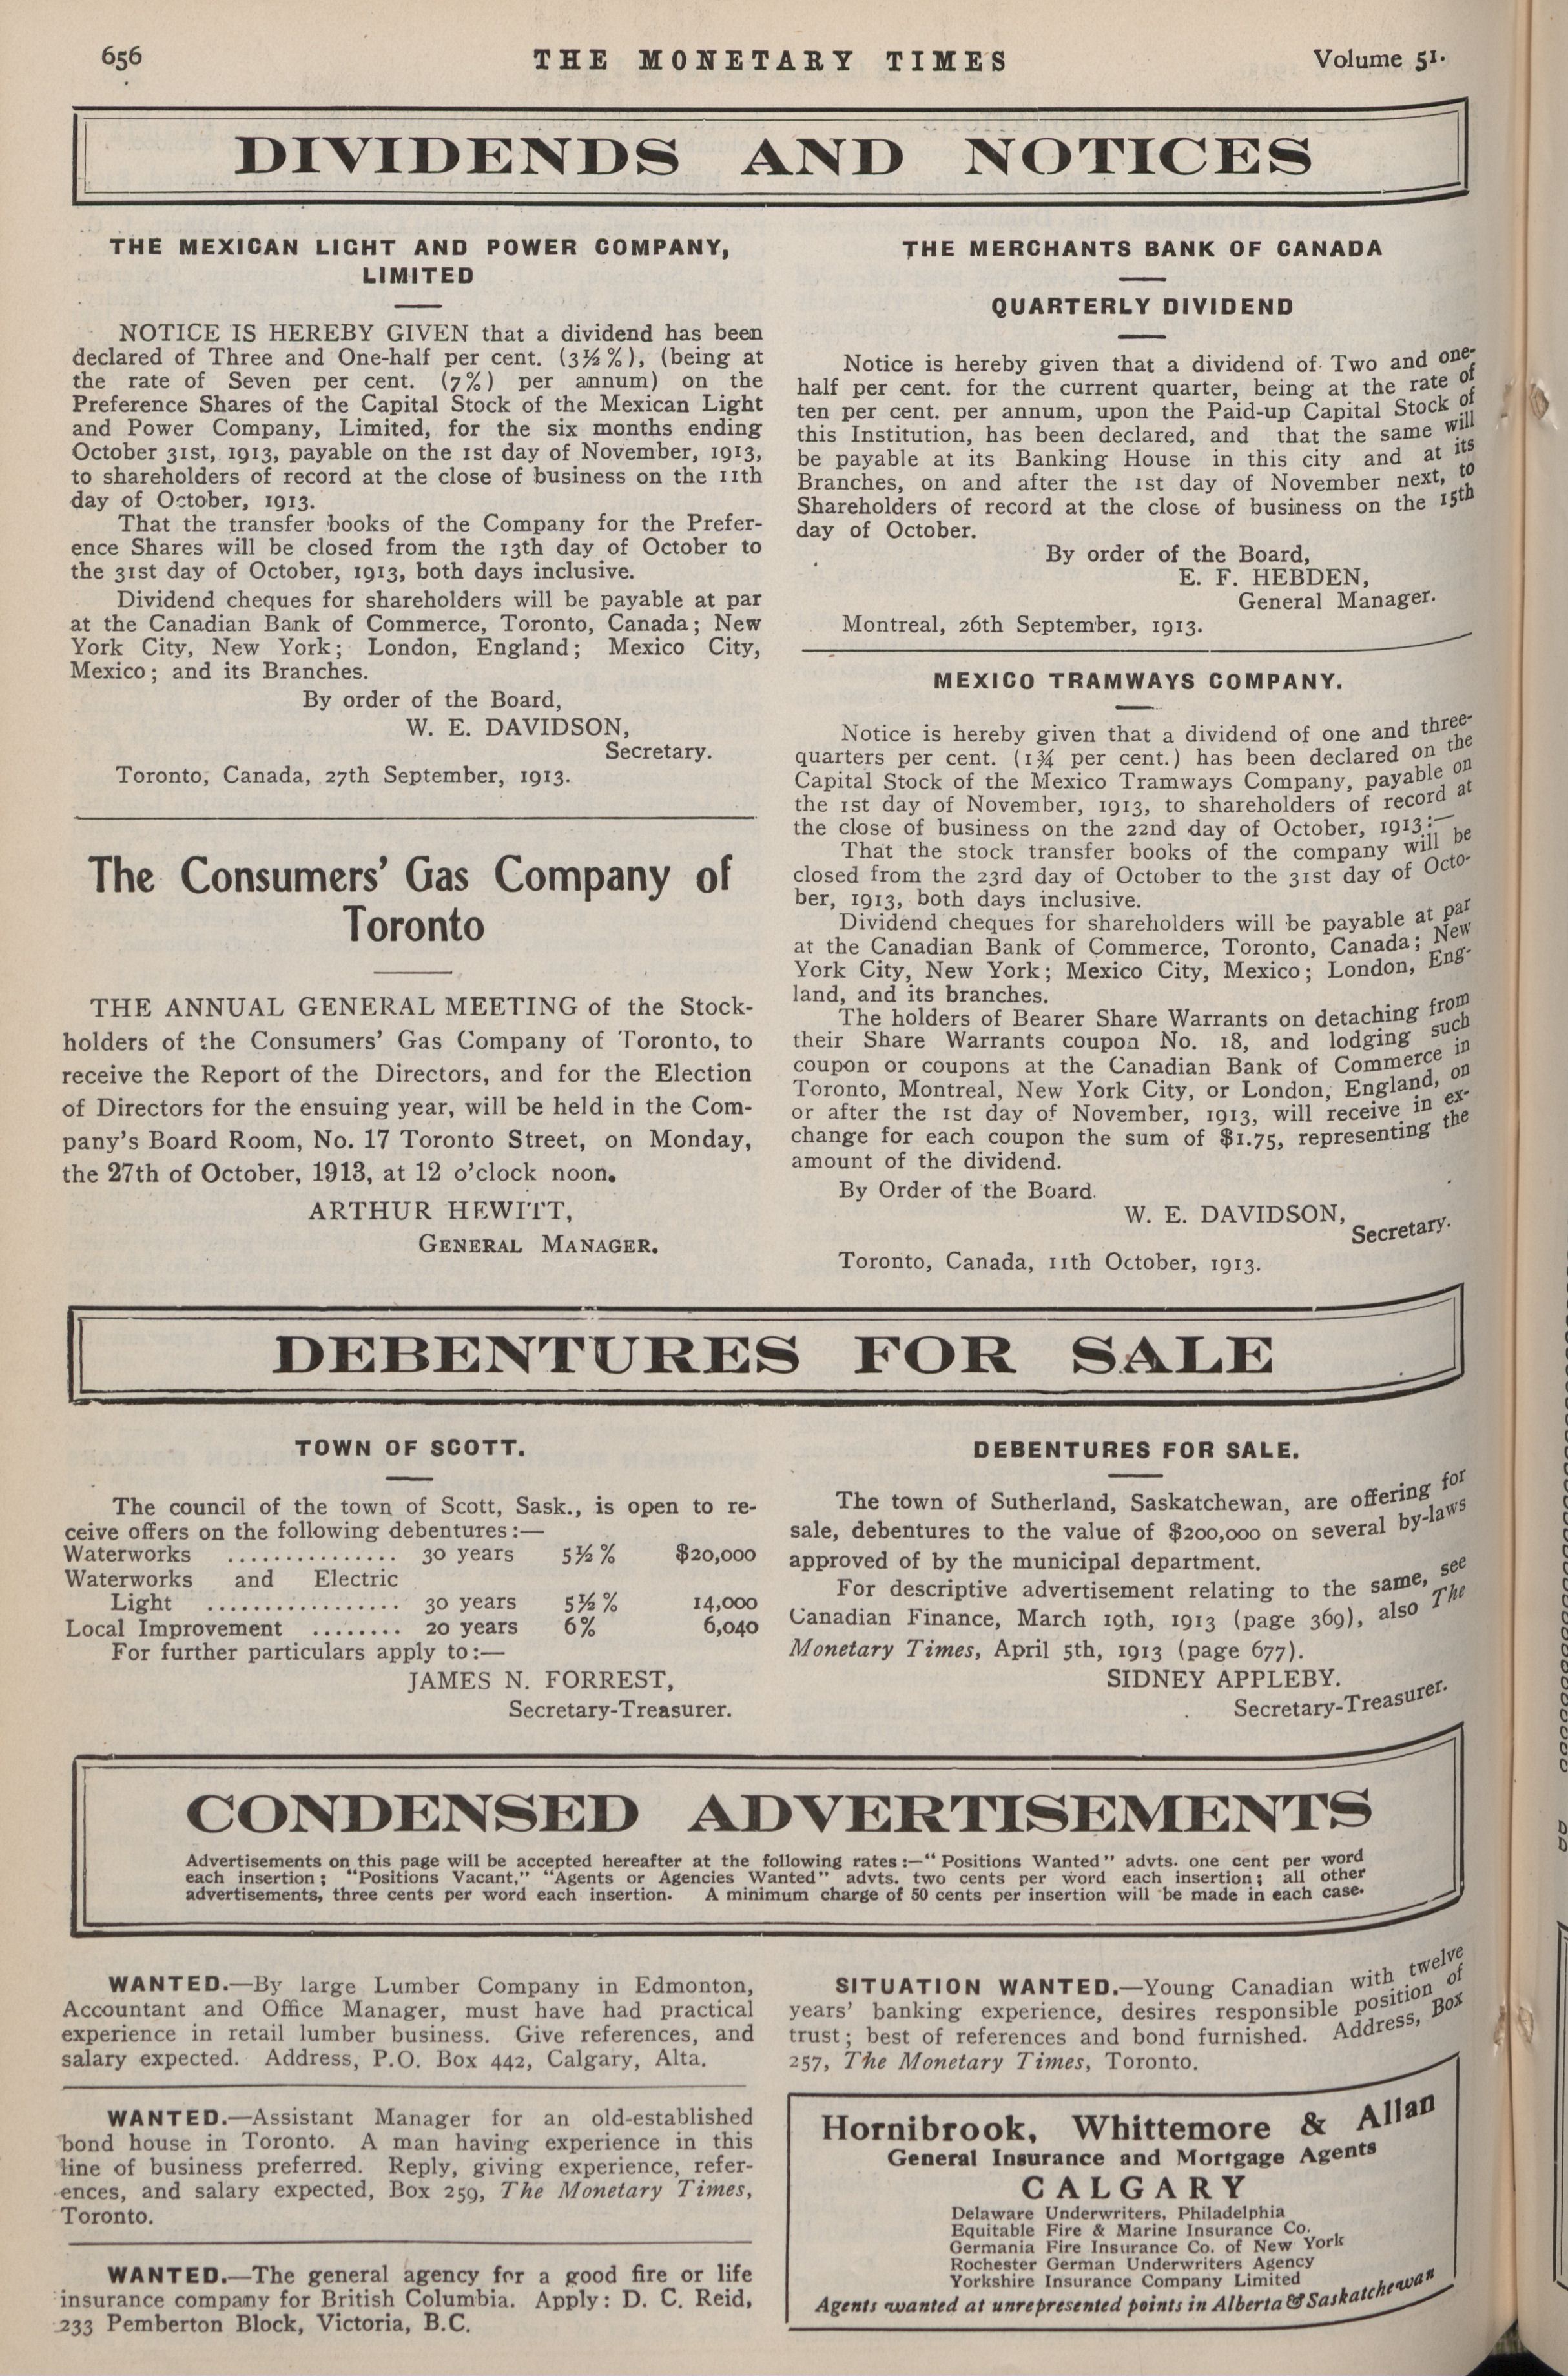 656
THE MONETARY TIMES
Volume 51.
DIVIDENDS AND NOTICES
THE MEXICAN LIGHT AND POWER COMPANY,
LIMITED
NOTICE IS HEREBY GIVEN that a dividend has been
declared of Three and One-half per cent. (3½%), (being at
the rate of Seven per cent. (7%) per annum) on the
Preference Shares of the Capital Stock of the Mexican Light
and Power Company, Limited, for the six months ending
October 31st, 1913, payable on the 1st day of November, 1913,
to shareholders of record at the close of business on the 11th
day of October, 1913.
That the transfer books of the Company for the Prefer-
ence Shares will be closed from the 13th day of October to
the 31st day of October, 1913, both days inclusive.
Dividend cheques for shareholders will be payable at par
at the Canadian Bank of Commerce, Toronto, Canada; New
York City, New York; London, England; Mexico City,
Mexico; and its Branches.
By order of the Board,
W. E. DAVIDSON,
Secretary.
Toronto, Canada, 27th September, 1913.
The Consumers' Gas Company of
Toronto
THE ANNUAL GENERAL MEETING of the Stock-
holders of the Consumers' Gas Company of Toronto, to
receive the Report of the Directors, and for the Election
of Directors for the ensuing year, will be held in the Com-
pany's Board Room, No. 17 Toronto Street, on Monday,
the 27th of October, 1913, at 12 o'clock noon.
ARTHUR HEWITT,
GENERAL MANAGER.
THE MERCHANTS BANK OF CANADA
QUARTERLY DIVIDEND
Notice is hereby given that a dividend of Two and one-
half per cent. for the current quarter, being at the rate of
ten per cent. per annum, upon the Paid-up Capital Stock of
this Institution, has been declared, and that the same will
be payable at its Banking House in this city and at its
Branches, on and after the 1st day of November next, to
Shareholders of record at the close of business on the 15th
day of October.
By order of the Board,
E. F. HEBDEN,
General Manager.
Montreal, 26th September, 1913.
MEXICO TRAMWAYS COMPANY.
Notice is hereby given that a dividend of one and three-
quarters per cent. (1¾ per cent.) has been declared on the
Capital Stock of the Mexico Tramways Company, payable on
the 1st day of November, 1913, to shareholders of record at
the close of business on the 22nd day of October, 1913:—
That the stock transfer books of the company will be
closed from the 23rd day of October to the 31st day of Octo-
ber, 1913, both days inclusive.
Dividend cheques for shareholders will be payable at par
at the Canadian Bank of Commerce, Toronto, Canada; New
York City, New York; Mexico City, Mexico; London, Eng-
land, and its branches.
The holders of Bearer Share Warrants on detaching from
their Share Warrants coupon No. 18, and lodging such
coupon or coupons at the Canadian Bank of Commerce in
Toronto, Montreal, New York City, or London, England, on
or after the 1st day of November, 1913, will receive in ex-
change for each coupon the sum of $1.75, representing the
amount of the dividend.
By Order of the Board.
W. E. DAVIDSON,
Secretary.
Toronto, Canada, 11th October, 1913.
DEBENTURES FOR SALE
TOWN OF SCOTT.
The council of the town of Scott, Sask., is open to re-
ceive offers on the following debentures:—
Waterworks ............... 30 years 5½% $20,000
Waterworks and Electric
Light ................. 30 years 5½% 14,000
Local Improvement ........ 20 years 6% 6,040
For further particulars apply to:—
JAMES N. FORREST,
Secretary-Treasurer.
DEBENTURES FOR SALE.
The town of Sutherland, Saskatchewan, are offering for
sale, debentures to the value of $200,000 on several by-laws
approved of by the municipal department.
For descriptive advertisement relating to the same, see
Canadian Finance, March 19th, 1913 (page 369), also The
Monetary Times, April 5th, 1913 (page 677).
SIDNEY APPLEBY.
Secretary-Treasurer.
CONDENSED ADVERTISEMENTS
Advertisements on this page will be accepted hereafter at the following rates:—"Positions Wanted" advts. one cent per word
each insertion; "Positions Vacant," "Agents or Agencies Wanted" advts. two cents per word each insertion; all other
advertisements, three cents per word each insertion. A minimum charge of 50 cents per insertion will be made in each case.
WANTED.—By large Lumber Company in Edmonton,
Accountant and Office Manager, must have had practical
experience in retail lumber business. Give references, and
salary expected. Address, P.O. Box 442, Calgary, Alta.
WANTED.—Assistant Manager for an old-established
bond house in Toronto. A man having experience in this
line of business preferred. Reply, giving experience, refer-
ences, and salary expected, Box 259, The Monetary Times,
Toronto.
WANTED.—The general agency for a good fire or life
insurance company for British Columbia. Apply: D. C. Reid,
233 Pemberton Block, Victoria, B.C.
SITUATION WANTED.—Young Canadian with twelve
years' banking experience, desires responsible position of
trust; best of references and bond furnished. Address, Box
257, The Monetary Times, Toronto.
Hornibrook, Whittemore & Allan
General Insurance and Mortgage Agents
CALGARY
Delaware Underwriters, Philadelphia
Equitable Fire & Marine Insurance Co.
Germania Fire Insurance Co. of New York
Rochester German Underwriters Agency
Yorkshire Insurance Company Limited
Agents wanted at unrepresented points in Alberta & Saskatchewan